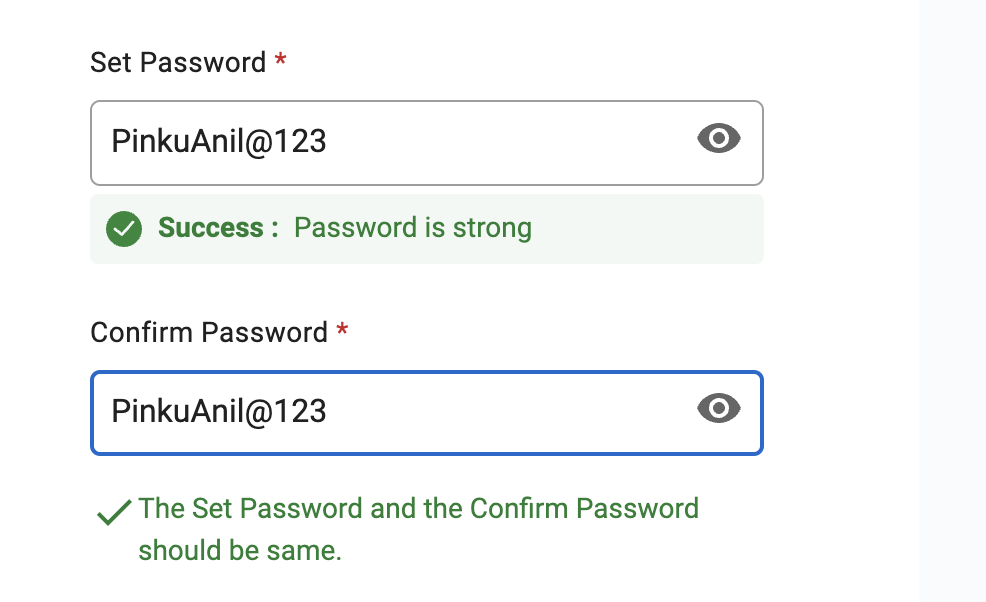 Set Password *
PinkuAnil@123
Success : Password is strong
Confirm Password *
PinkuAnil@123
The Set Password and the Confirm Password
should be same.